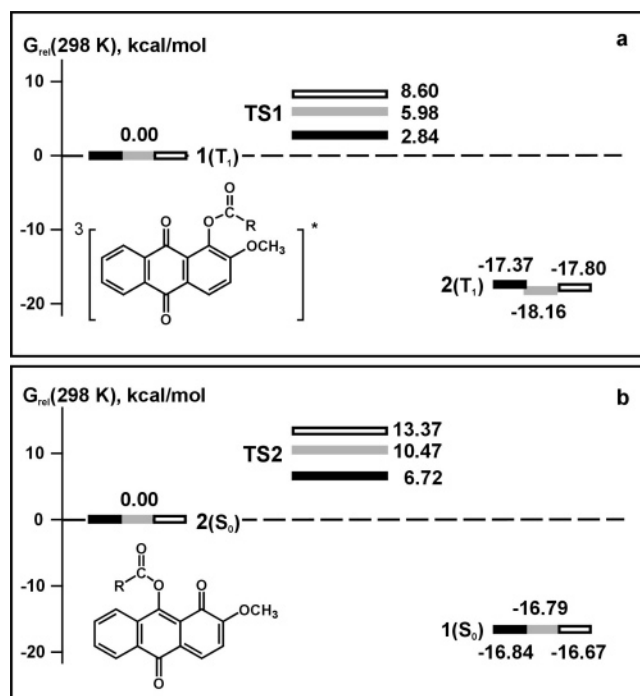 Grel(298 K), kcal/mol
a
10
0
-10
-20
8.60
TS1
5.98
2.84
0.00
1(T1)
3
*
O
O
C
O
R
OCH3
O
-17.37
-17.80
2(T1)
-18.16
Grel(298 K), kcal/mol
b
10
0
-10
-20
13.37
TS2
10.47
6.72
0.00
2(S0)
O
C
R
O
O
OCH3
O
-16.79
1(S0)
-16.84
-16.67